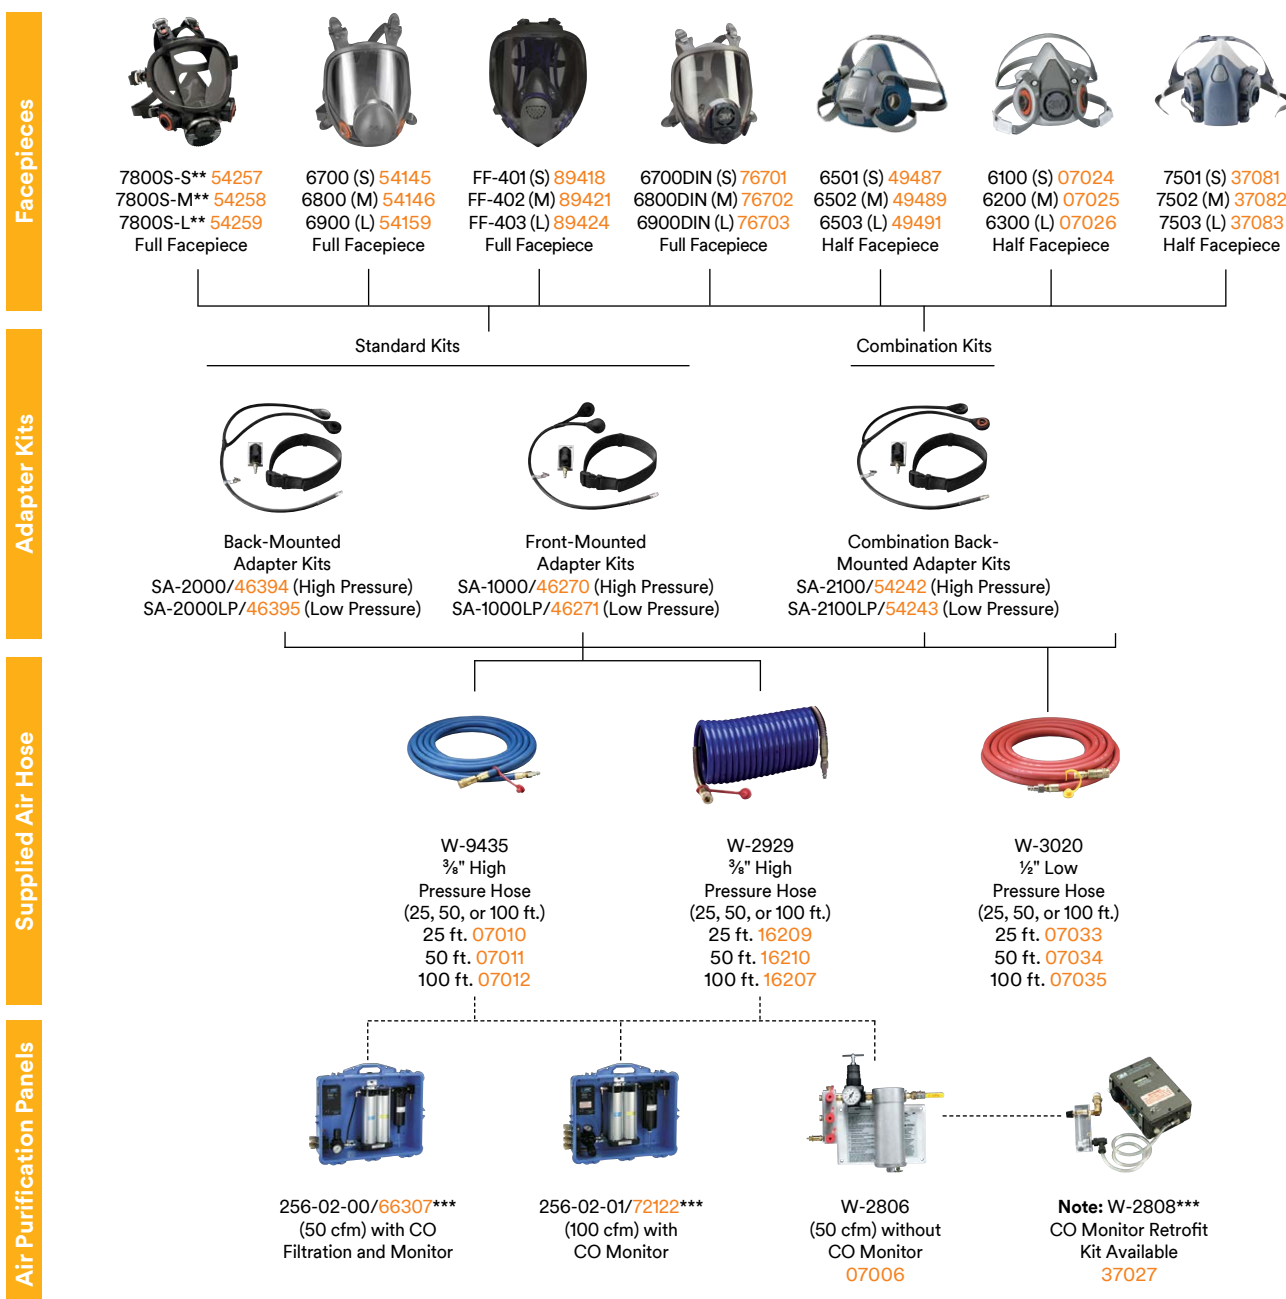 Facepieces
7800S-S** 54257
7800S-M** 54258
7800S-L** 54259
Full Facepiece
6700 (S) 54145
6800 (M) 54146
6900 (L) 54159
Full Facepiece
FF-401 (S) 89418
FF-402 (M) 89421
FF-403 (L) 89424
Full Facepiece
6700DIN (S) 76701
6800DIN (M) 76702
6900DIN (L) 76703
Full Facepiece
6501 (S) 49487
6502 (M) 49489
6503 (L) 49491
Half Facepiece
6100 (S) 07024
6200 (M) 07025
6300 (L) 07026
Half Facepiece
7501 (S) 37081
7502 (M) 37082
7503 (L) 37083
Half Facepiece
Adapter Kits
Standard Kits
Combination Kits
Back-Mounted
Adapter Kits
SA-2000/46394 (High Pressure)
SA-2000LP/46395 (Low Pressure)
Front-Mounted
Adapter Kits
SA-1000/46270 (High Pressure)
SA-1000LP/46271 (Low Pressure)
Combination Back-
Mounted Adapter Kits
SA-2100/54242 (High Pressure)
SA-2100LP/54243 (Low Pressure)
Supplied Air Hose
W-9435
⅜" High
Pressure Hose
(25, 50, or 100 ft.)
25 ft. 07010
50 ft. 07011
100 ft. 07012
W-2929
⅜" High
Pressure Hose
(25, 50, or 100 ft.)
25 ft. 16209
50 ft. 16210
100 ft. 16207
W-3020
½" Low
Pressure Hose
(25, 50, or 100 ft.)
25 ft. 07033
50 ft. 07034
100 ft. 07035
Air Purification Panels
256-02-00/66307***
(50 cfm) with CO
Filtration and Monitor
256-02-01/72122***
(100 cfm) with
CO Monitor
W-2806
(50 cfm) without
CO Monitor
07006
Note: W-2808***
CO Monitor Retrofit
Kit Available
37027